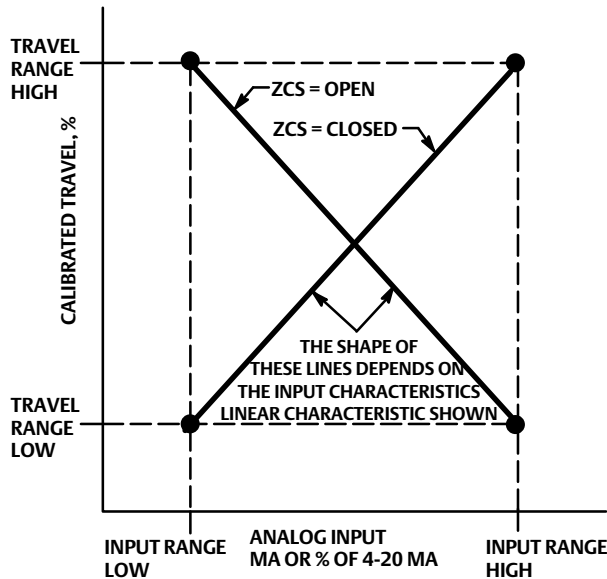 TRAVEL
RANGE
HIGH
ZCS = OPEN
ZCS = CLOSED
CALIBRATED TRAVEL, %
THE SHAPE OF
THESE LINES DEPENDS ON
THE INPUT CHARACTERISTICS
LINEAR CHARACTERISTIC SHOWN
TRAVEL
RANGE
LOW
INPUT RANGE
LOW
ANALOG INPUT
MA OR % OF 4-20 MA
INPUT RANGE
HIGH